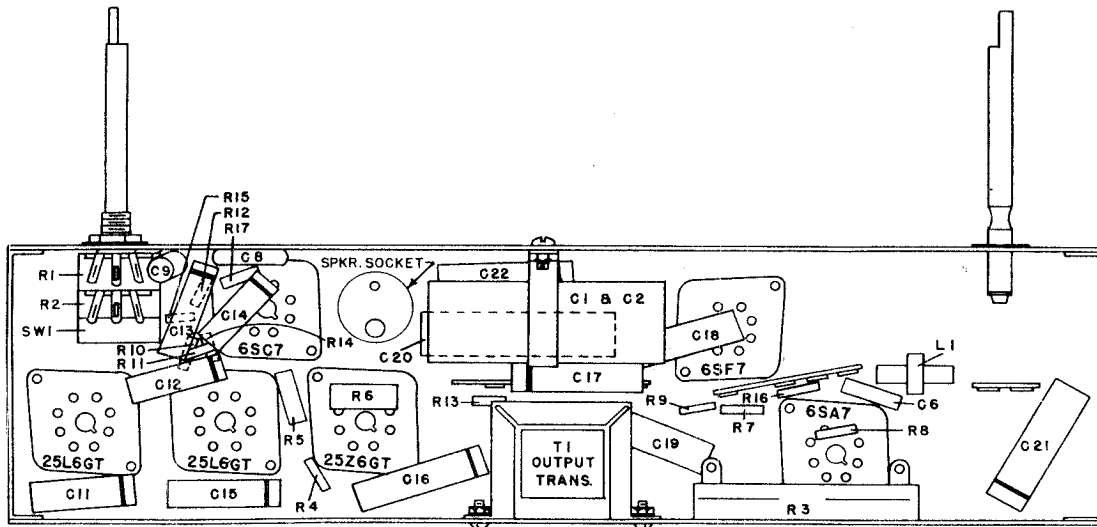 R15
R12
R17
R1
C9
C8
SPKR. SOCKET
C22
R2
C13
C14
C1 & C2
SW1
C18
R10
R11
6SC7
R14
C20
6SF7
L1
C12
C17
R6
R13
R9
R16
R7
C6
6SA7
R8
R5
C19
C21
T1
OUTPUT
TRANS.
25L6GT
25L6GT
25Z6GT
C11
C15
R4
C16
R3